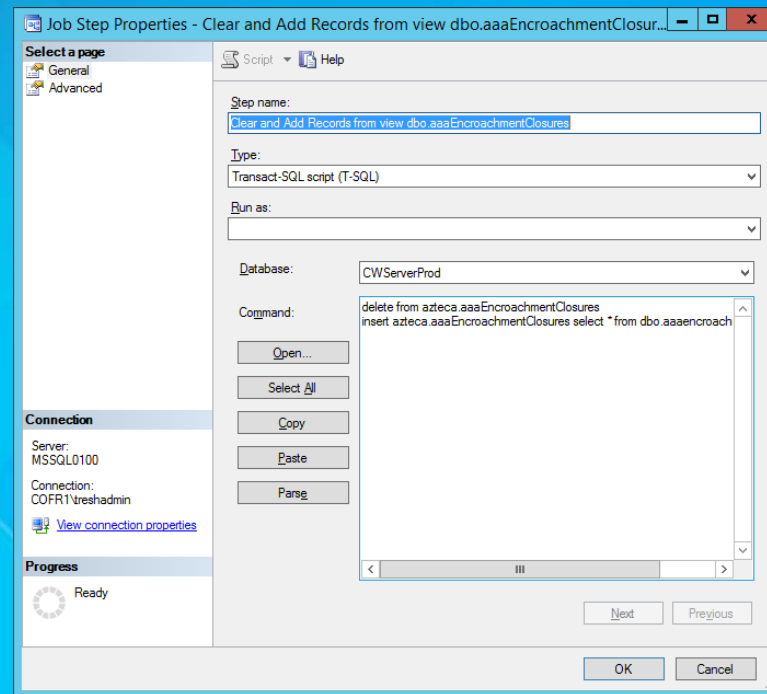 Job Step Properties - Clear and Add Records from view dbo.aaaEncroachmentClosur...
Select a page
General
Advanced
Script
Help
Step name:
Clear and Add Records from view dbo.aaaEncroachmentClosures
Type:
Transact-SQL script (T-SQL)
Run as:
Database:
CWServerProd
Command:
delete from azteca.aaaEncroachmentClosures
insert azteca.aaaEncroachmentClosures select * from dbo.aaaencroach
Open...
Select All
Copy
Paste
Parse
Connection
Server:
MSSQL0100
Connection:
COFR1\treshadmin
View connection properties
Progress
Ready
Next
Previous
OK
Cancel